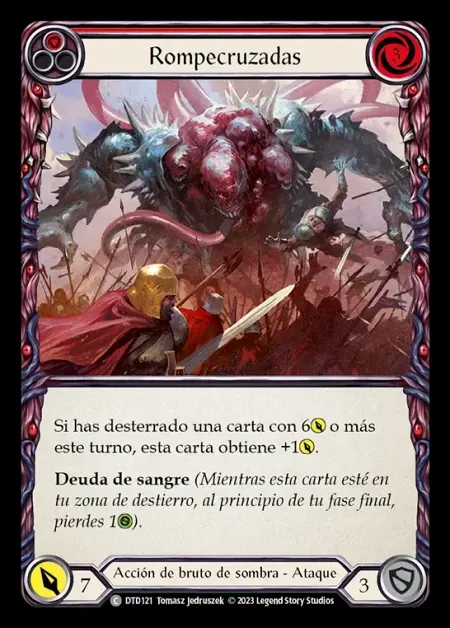 Rompecruzadas
3
Si has desterrado una carta con 6 o más
este turno, esta carta obtiene +1.
Deuda de sangre (Mientras esta carta esté en
tu zona de destierro, al principio de tu fase final,
pierdes 1).
7
Acción de bruto de sombra - Ataque
3
C DTD121 Tomasz Jedruszek © 2023 Legend Story Studios